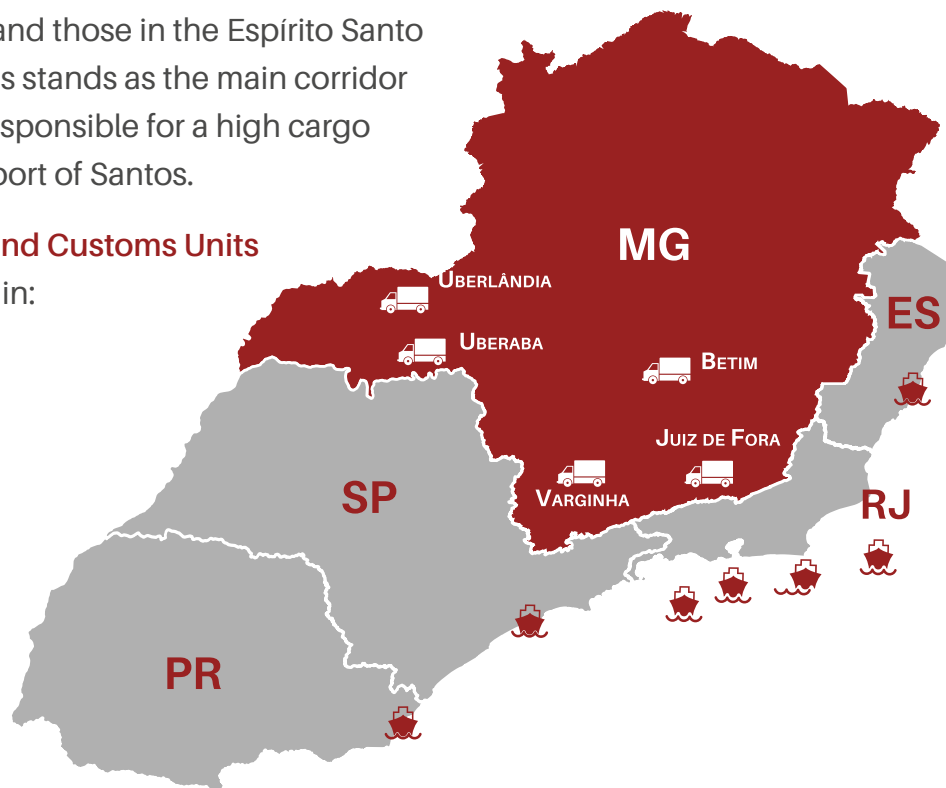 and those in the Espírito Santo
s stands as the main corridor
sponsible for a high cargo
port of Santos.
nd Customs Units
in:
MG
ES
UBERLÂNDIA
UBERABA
BETIM
JUIZ DE FORA
VARGINHA
SP
RJ
PR